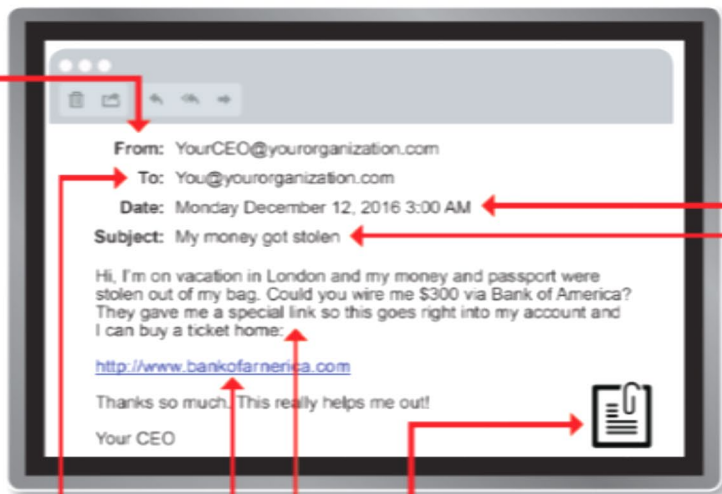 From: YourCEO@yourorganization.com
To: You@yourorganization.com
Date: Monday December 12, 2016 3:00 AM
Subject: My money got stolen
Hi, I'm on vacation in London and my money and passport were
stolen out of my bag. Could you wire me $300 via Bank of America?
They gave me a special link so this goes right into my account and
I can buy a ticket home:
http://www.bankofarnerica.com
Thanks so much. This really helps me out!
Your CEO